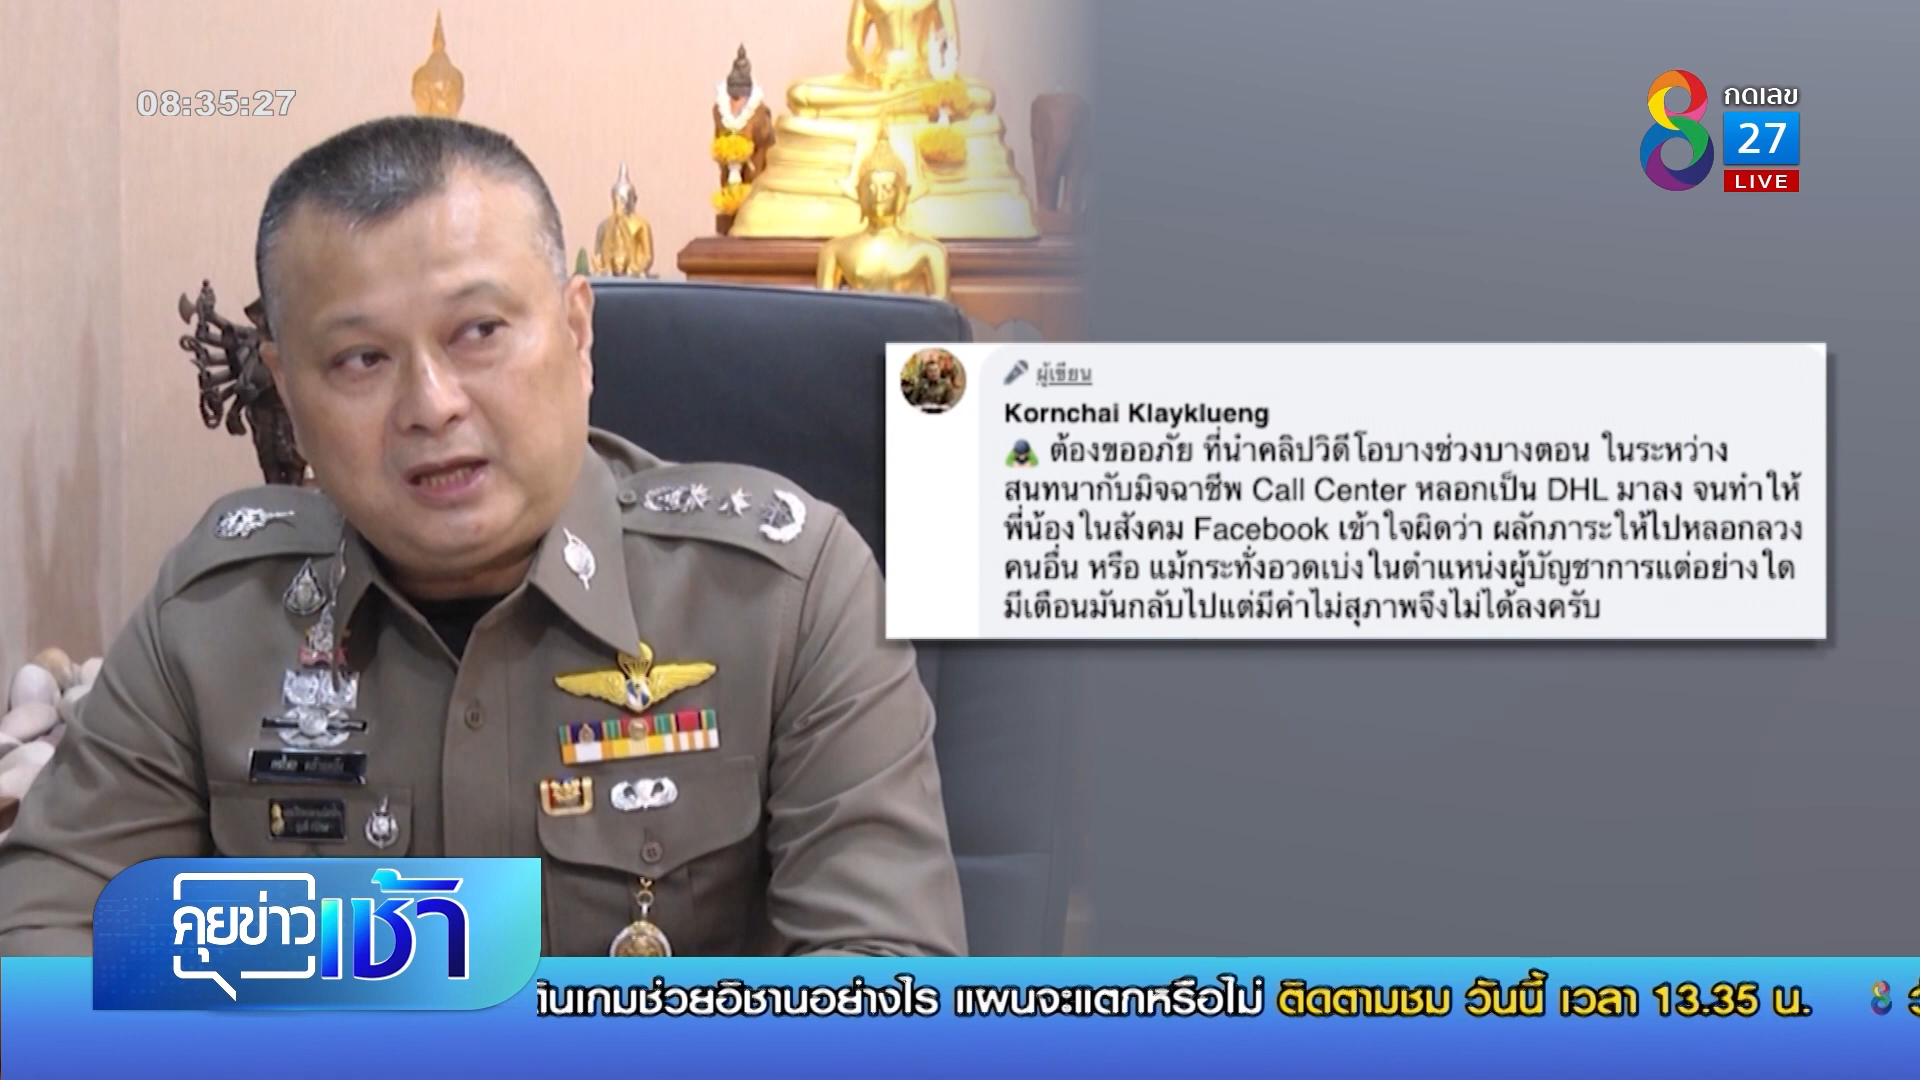 08:35:27
กดเลข
27
LIVE
ผู้เขียน
Kornchai Klayklueng
ต้องขออภัย ที่นำคลิปวิดีโอบางช่วงบางตอน ในระหว่าง
สนทนากับมิจฉาชีพ Call Center หลอกเป็น DHL มาลง จนทำให้
พี่น้องในสังคม Facebook เข้าใจผิดว่า ผลักภาระให้ไปหลอกลวง
คนอื่น หรือ แม้กระทั่งอวดเบ่งในตำแหน่งผู้บัญชาการแต่อย่างใด
มีเตือนมันกลับไปแต่มีคำไม่สุภาพจึงไม่ได้ลงครับ
คุยข่าวเช้า
เดินเกมช่วยอิชานอย่างไร แผนจะแตกหรือไม่ ติดตามชม วันนี้ เวลา 13.35 น.